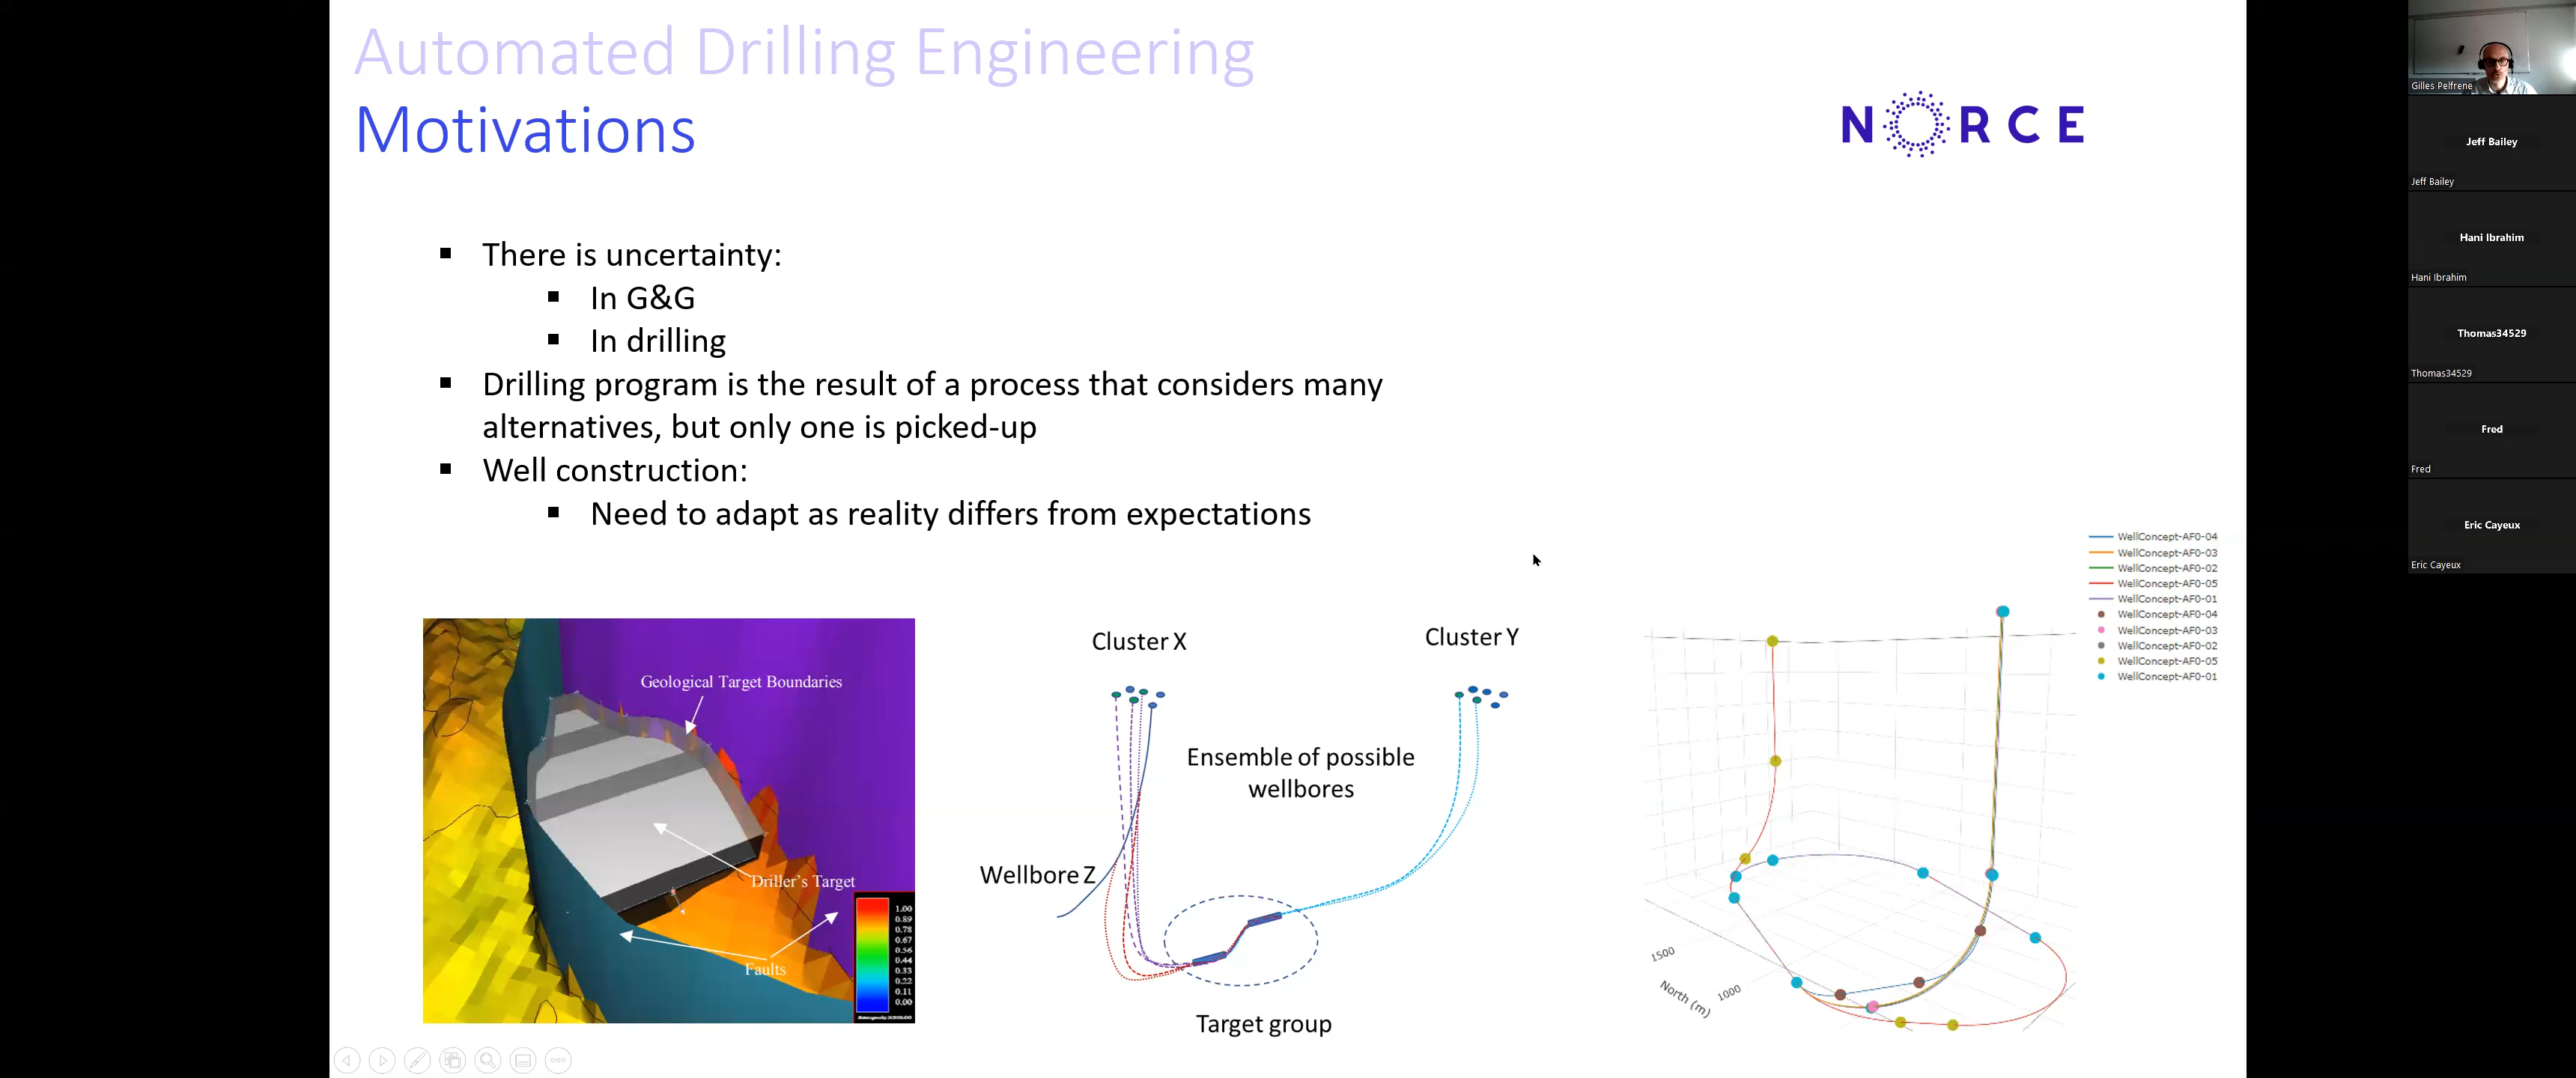 Automated Drilling Engineering
Motivations
NORCE
There is uncertainty:
In G&G
In drilling
Drilling program is the result of a process that considers many
alternatives, but only one is picked-up
Well construction:
Need to adapt as reality differs from expectations
Geological Target Boundaries
Driller's Target
Faults
1.00
0.89
0.78
0.67
0.56
0.44
0.33
0.22
0.11
0.00
Cluster X
Cluster Y
Ensemble of possible
wellbores
Wellbore Z
Target group
WellConcept-AF0-04
WellConcept-AF0-03
WellConcept-AF0-02
WellConcept-AF0-05
WellConcept-AF0-01
WellConcept-AF0-04
WellConcept-AF0-03
WellConcept-AF0-02
WellConcept-AF0-05
WellConcept-AF0-01
1500
1000
North (m)
Gilles Pelfrene
Jeff Bailey
Jeff Bailey
Hani Ibrahim
Hani Ibrahim
Thomas34529
Thomas34529
Fred
Fred
Eric Cayeux
Eric Cayeux